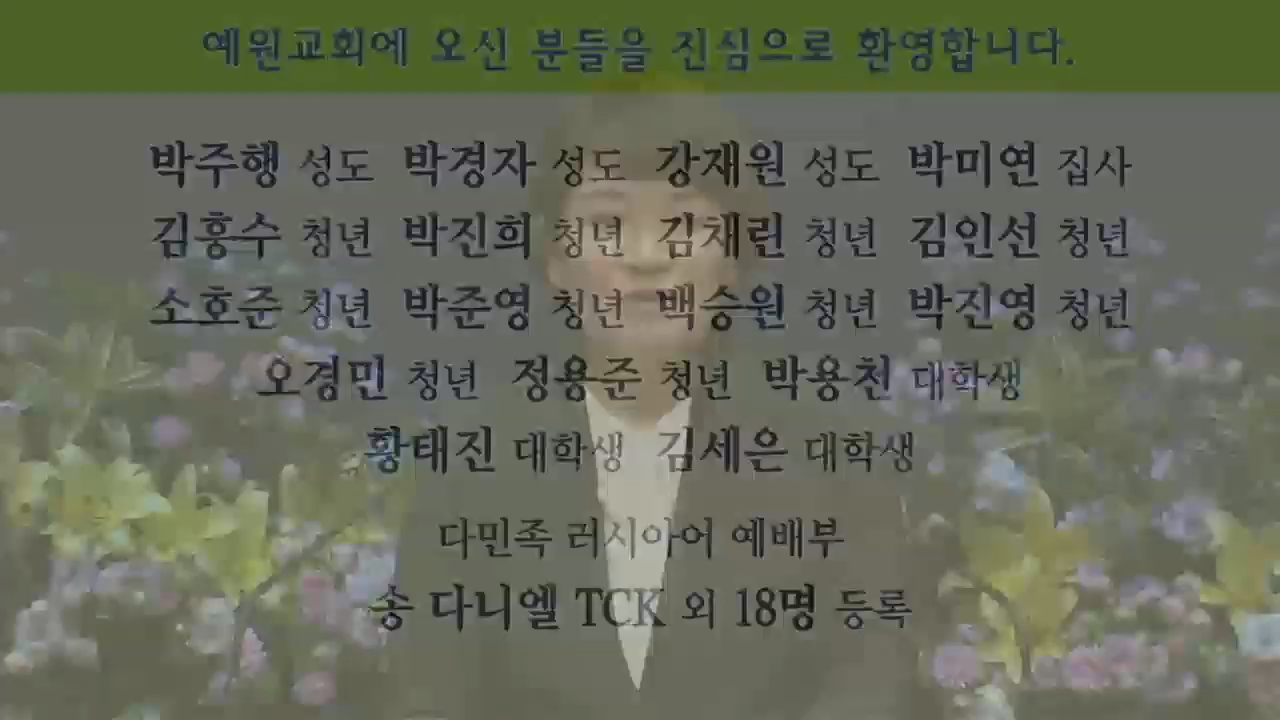 예원교회에 오신 분들을 진심으로 환영합니다.
박주행 성도 박경자 성도 강재원 성도 박미연 집사
김흥수 청년 박진희 청년 김채린 청년 김인선 청년
소호준 청년 박준영 청년 백승원 청년 박진영 청년
오경민 청년 정용준 청년 박용천 대학생
황태진 대학생 김세은 대학생
다민족 러시아어 예배부
송 다니엘 TCK 외 18명 등록